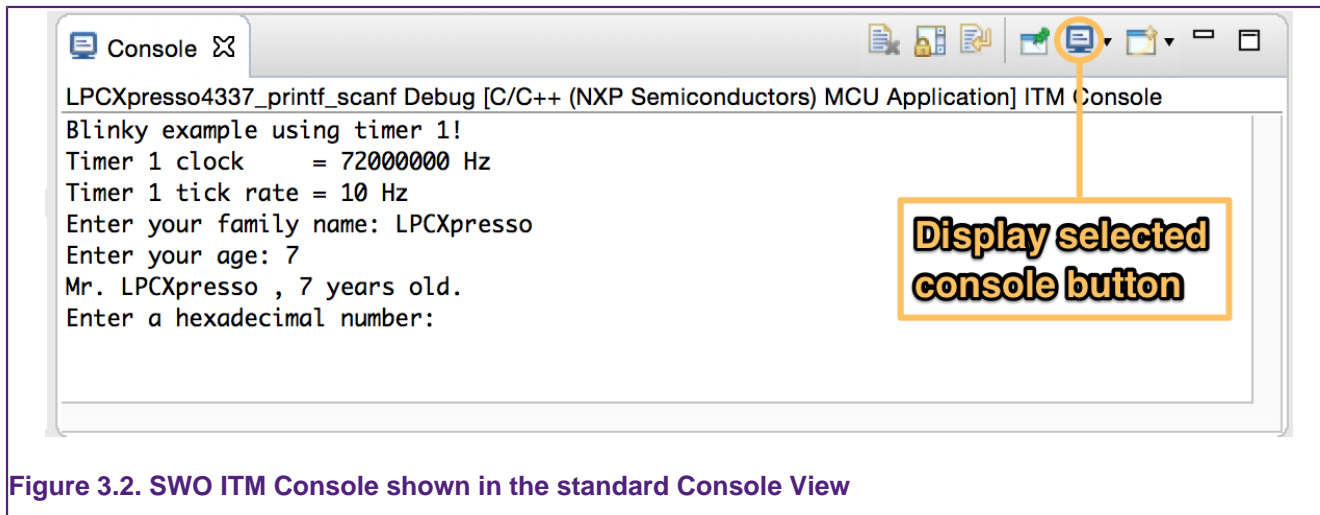 Console
LPCXpresso4337_printf_scanf Debug [C/C++ (NXP Semiconductors) MCU Application] ITM Console
Blinky example using timer 1!
Timer 1 clock     = 72000000 Hz
Timer 1 tick rate = 10 Hz
Enter your family name: LPCXpresso
Enter your age: 7
Mr. LPCXpresso , 7 years old.
Enter a hexadecimal number:
Display selected
console button
Figure 3.2. SWO ITM Console shown in the standard Console View